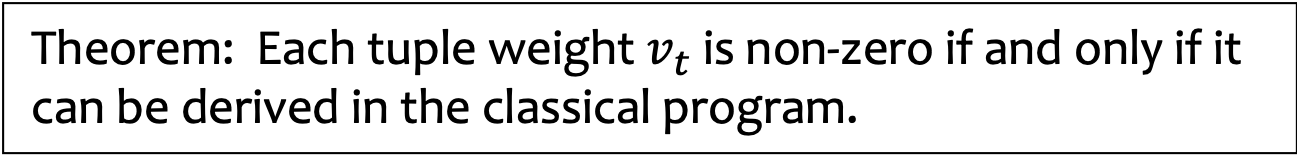 Theorem:  Each tuple weight 𝑣ₜ is non-zero if and only if it
can be derived in the classical program.